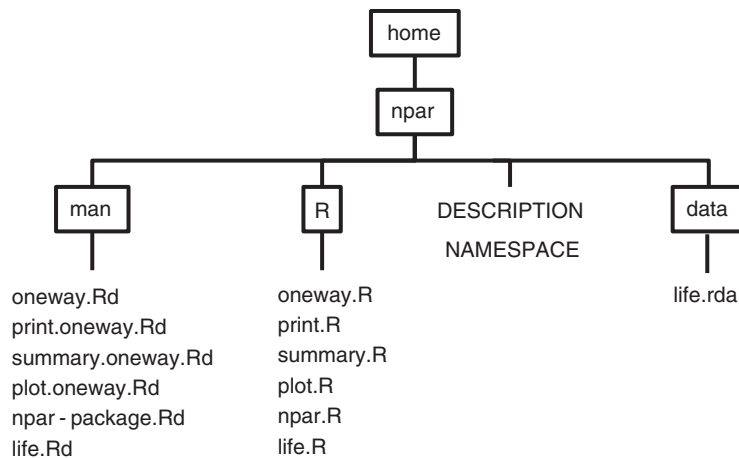 home
npar
man
R
DESCRIPTION
NAMESPACE
data
oneway.Rd
print.oneway.Rd
summary.oneway.Rd
plot.oneway.Rd
npar - package.Rd
life.Rd
oneway.R
print.R
summary.R
plot.R
npar.R
life.R
life.rda